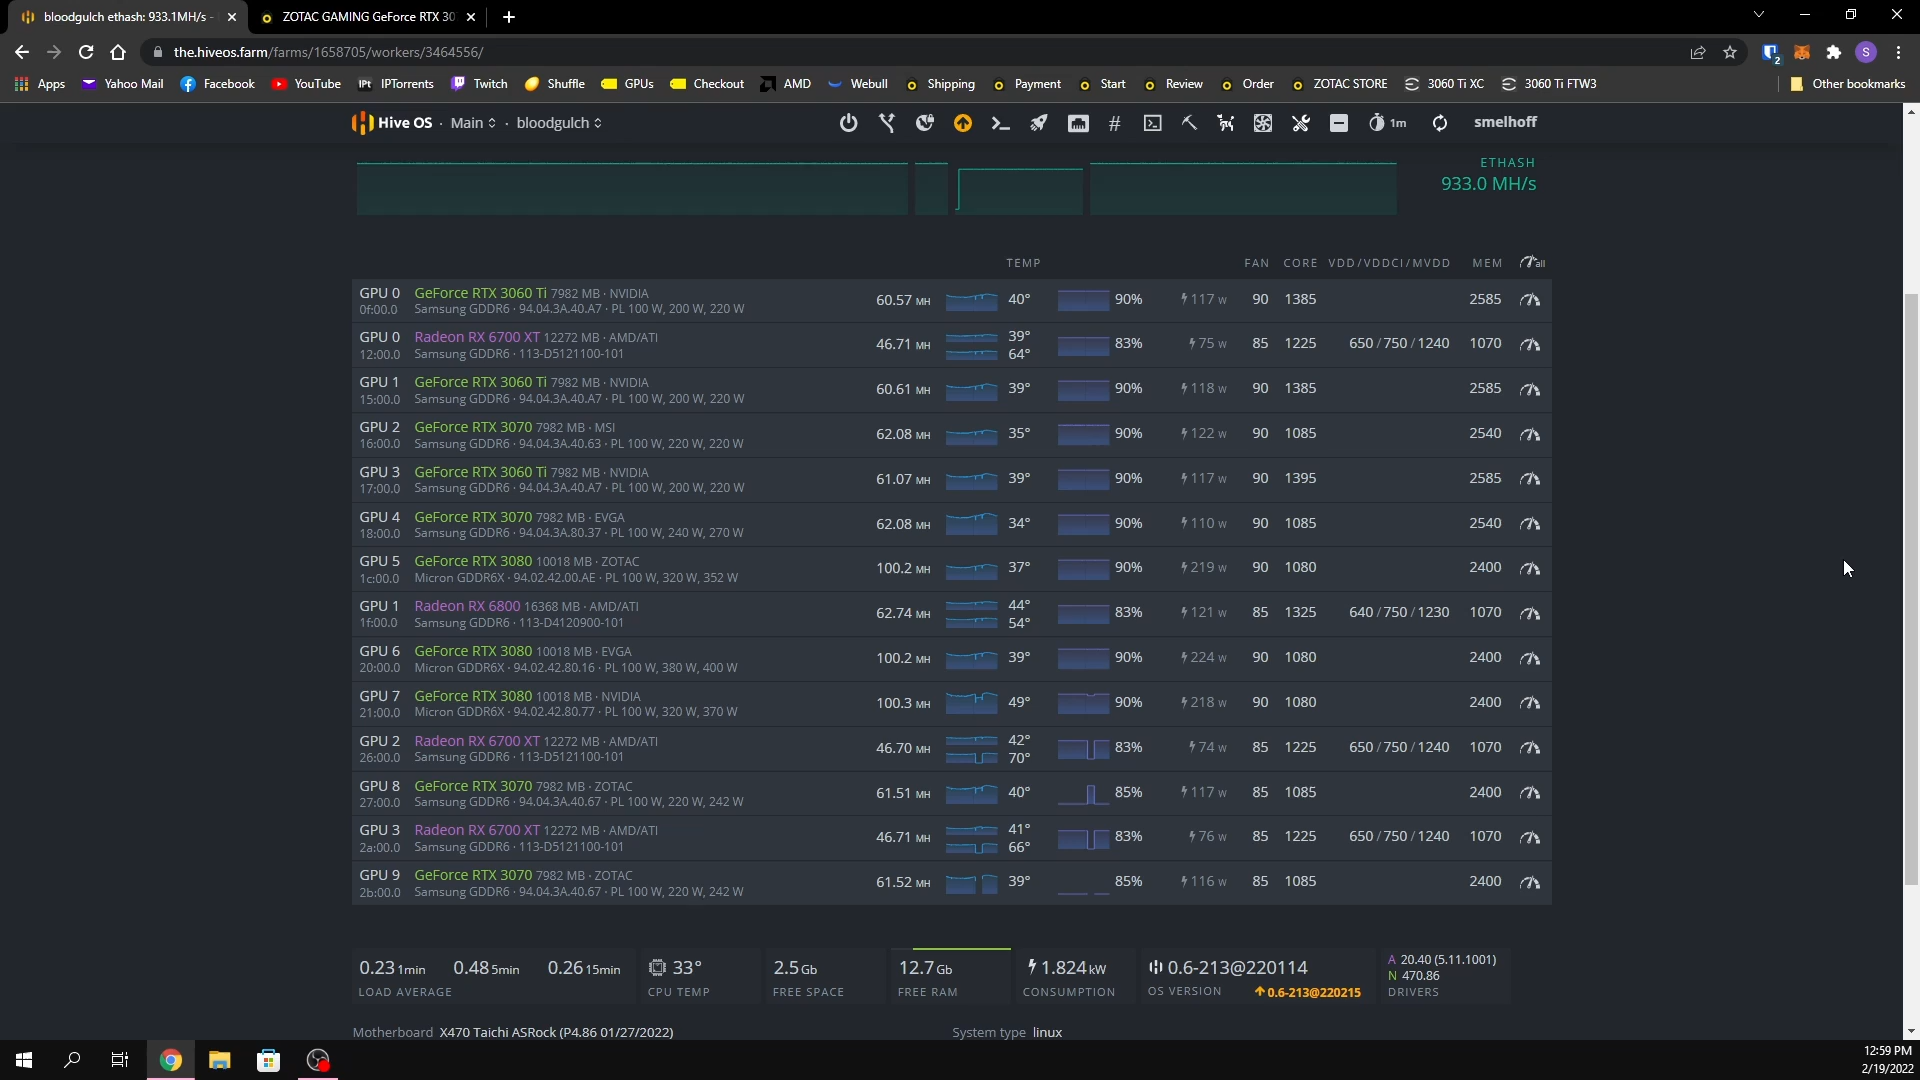 bloodgulch ethash: 933.1MH/s -
ZOTAC GAMING GeForce RTX 30
the.hiveos.farm/farms/1658705/workers/3464556/
S
2
Apps Yahoo Mail Facebook YouTube IPT IPTorrents Twitch Shuffle GPUs Checkout AMD Webull Shipping Payment Start Review Order ZOTAC STORE 3060 Ti XC 3060 Ti FTW3 Other bookmarks
Hive OS · Main · bloodgulch
# 1m smelhoff
ETHASH
933.0 MH/s
TEMP FAN CORE VDD/VDDCI/MVDD MEM all
GPU 0 GeForce RTX 3060 Ti 7982 MB · NVIDIA
0f:00.0 Samsung GDDR6 · 94.04.3A.40.A7 · PL 100 W, 200 W, 220 W
60.57 MH 40° 90% 117 W 90 1385 2585
GPU 0 Radeon RX 6700 XT 12272 MB · AMD/ATI
12:00.0 Samsung GDDR6 · 113-D5121100-101
46.71 MH 39° 64° 83% 75 W 85 1225 650 / 750 / 1240 1070
GPU 1 GeForce RTX 3060 Ti 7982 MB · NVIDIA
15:00.0 Samsung GDDR6 · 94.04.3A.40.A7 · PL 100 W, 200 W, 220 W
60.61 MH 39° 90% 118 W 90 1385 2585
GPU 2 GeForce RTX 3070 7982 MB · MSI
16:00.0 Samsung GDDR6 · 94.04.3A.40.63 · PL 100 W, 220 W, 220 W
62.08 MH 35° 90% 122 W 90 1085 2540
GPU 3 GeForce RTX 3060 Ti 7982 MB · NVIDIA
17:00.0 Samsung GDDR6 · 94.04.3A.40.A7 · PL 100 W, 200 W, 220 W
61.07 MH 39° 90% 117 W 90 1395 2585
GPU 4 GeForce RTX 3070 7982 MB · EVGA
18:00.0 Samsung GDDR6 · 94.04.3A.80.37 · PL 100 W, 240 W, 270 W
62.08 MH 34° 90% 110 W 90 1085 2540
GPU 5 GeForce RTX 3080 10018 MB · ZOTAC
1c:00.0 Micron GDDR6X · 94.02.42.00.AE · PL 100 W, 320 W, 352 W
100.2 MH 37° 90% 219 W 90 1080 2400
GPU 1 Radeon RX 6800 16368 MB · AMD/ATI
1f:00.0 Samsung GDDR6 · 113-D4120900-101
62.74 MH 44° 54° 83% 121 W 85 1325 640 / 750 / 1230 1070
GPU 6 GeForce RTX 3080 10018 MB · EVGA
20:00.0 Micron GDDR6X · 94.02.42.80.16 · PL 100 W, 380 W, 400 W
100.2 MH 39° 90% 224 W 90 1080 2400
GPU 7 GeForce RTX 3080 10018 MB · NVIDIA
21:00.0 Micron GDDR6X · 94.02.42.80.77 · PL 100 W, 320 W, 370 W
100.3 MH 49° 90% 218 W 90 1080 2400
GPU 2 Radeon RX 6700 XT 12272 MB · AMD/ATI
26:00.0 Samsung GDDR6 · 113-D5121100-101
46.70 MH 42° 70° 83% 74 W 85 1225 650 / 750 / 1240 1070
GPU 8 GeForce RTX 3070 7982 MB · ZOTAC
27:00.0 Samsung GDDR6 · 94.04.3A.40.67 · PL 100 W, 220 W, 242 W
61.51 MH 40° 85% 117 W 85 1085 2400
GPU 3 Radeon RX 6700 XT 12272 MB · AMD/ATI
2a:00.0 Samsung GDDR6 · 113-D5121100-101
46.71 MH 41° 66° 83% 76 W 85 1225 650 / 750 / 1240 1070
GPU 9 GeForce RTX 3070 7982 MB · ZOTAC
2b:00.0 Samsung GDDR6 · 94.04.3A.40.67 · PL 100 W, 220 W, 242 W
61.52 MH 39° 85% 116 W 85 1085 2400
0.23 1min 0.48 5min 0.26 15min
LOAD AVERAGE
33°
CPU TEMP
2.5 Gb
FREE SPACE
12.7 Gb
FREE RAM
1.824 kW
CONSUMPTION
0.6-213@220114
OS VERSION 0.6-213@220215
A 20.40 (5.11.1001)
N 470.86
DRIVERS
Motherboard X470 Taichi ASRock (P4.86 01/27/2022)
System type linux
12:59 PM
2/19/2022